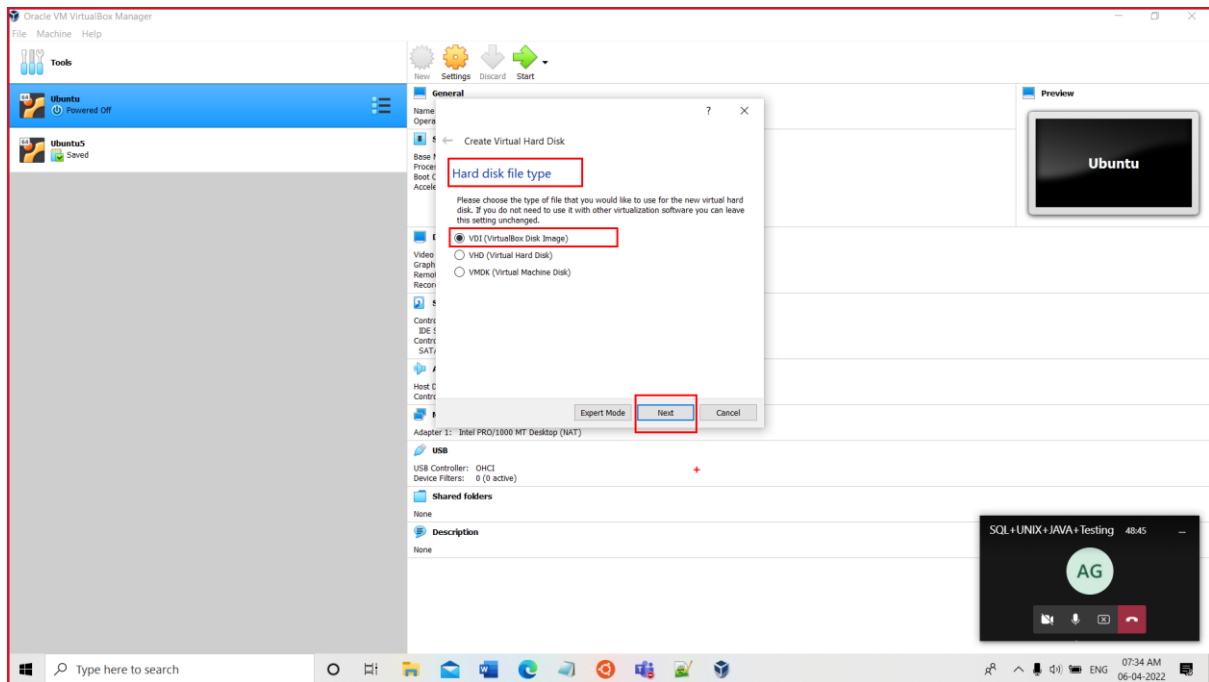 Oracle VM VirtualBox Manager
File Machine Help
Tools
New Settings Discard Start
Ubuntu
Powered Off
Ubuntu5
Saved
General
Name
Opera
Base
Proces
Boot
Accele
Video
Graph
Remo
Recor
Contro
IDE
Contro
SATA
Host
Contro
Adapter 1: Intel PRO/1000 MT Desktop (NAT)
USB
USB Controller: OHCI
Device Filters: 0 (0 active)
Shared folders
None
Description
None
?
Create Virtual Hard Disk
Hard disk file type
Please choose the type of file that you would like to use for the new virtual hard
disk. If you do not need to use it with other virtualization software you can leave
this setting unchanged.
VDI (VirtualBox Disk Image)
VHD (Virtual Hard Disk)
VMDK (Virtual Machine Disk)
Expert Mode Next Cancel
Preview
Ubuntu
SQL+UNIX+JAVA+Testing 48:45
AG
Type here to search
ENG
07:34 AM
06-04-2022